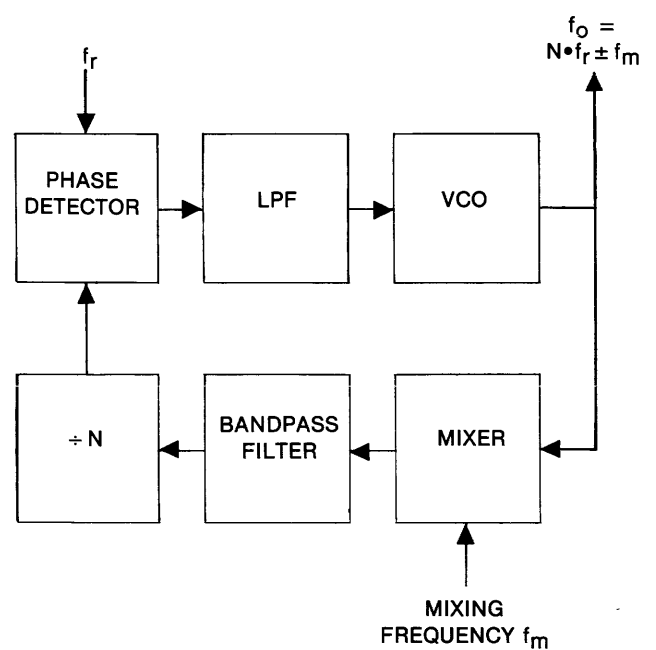 fo =
N•fr ± fm
fr
PHASE
DETECTOR
LPF
VCO
÷ N
BANDPASS
FILTER
MIXER
MIXING
FREQUENCY fm